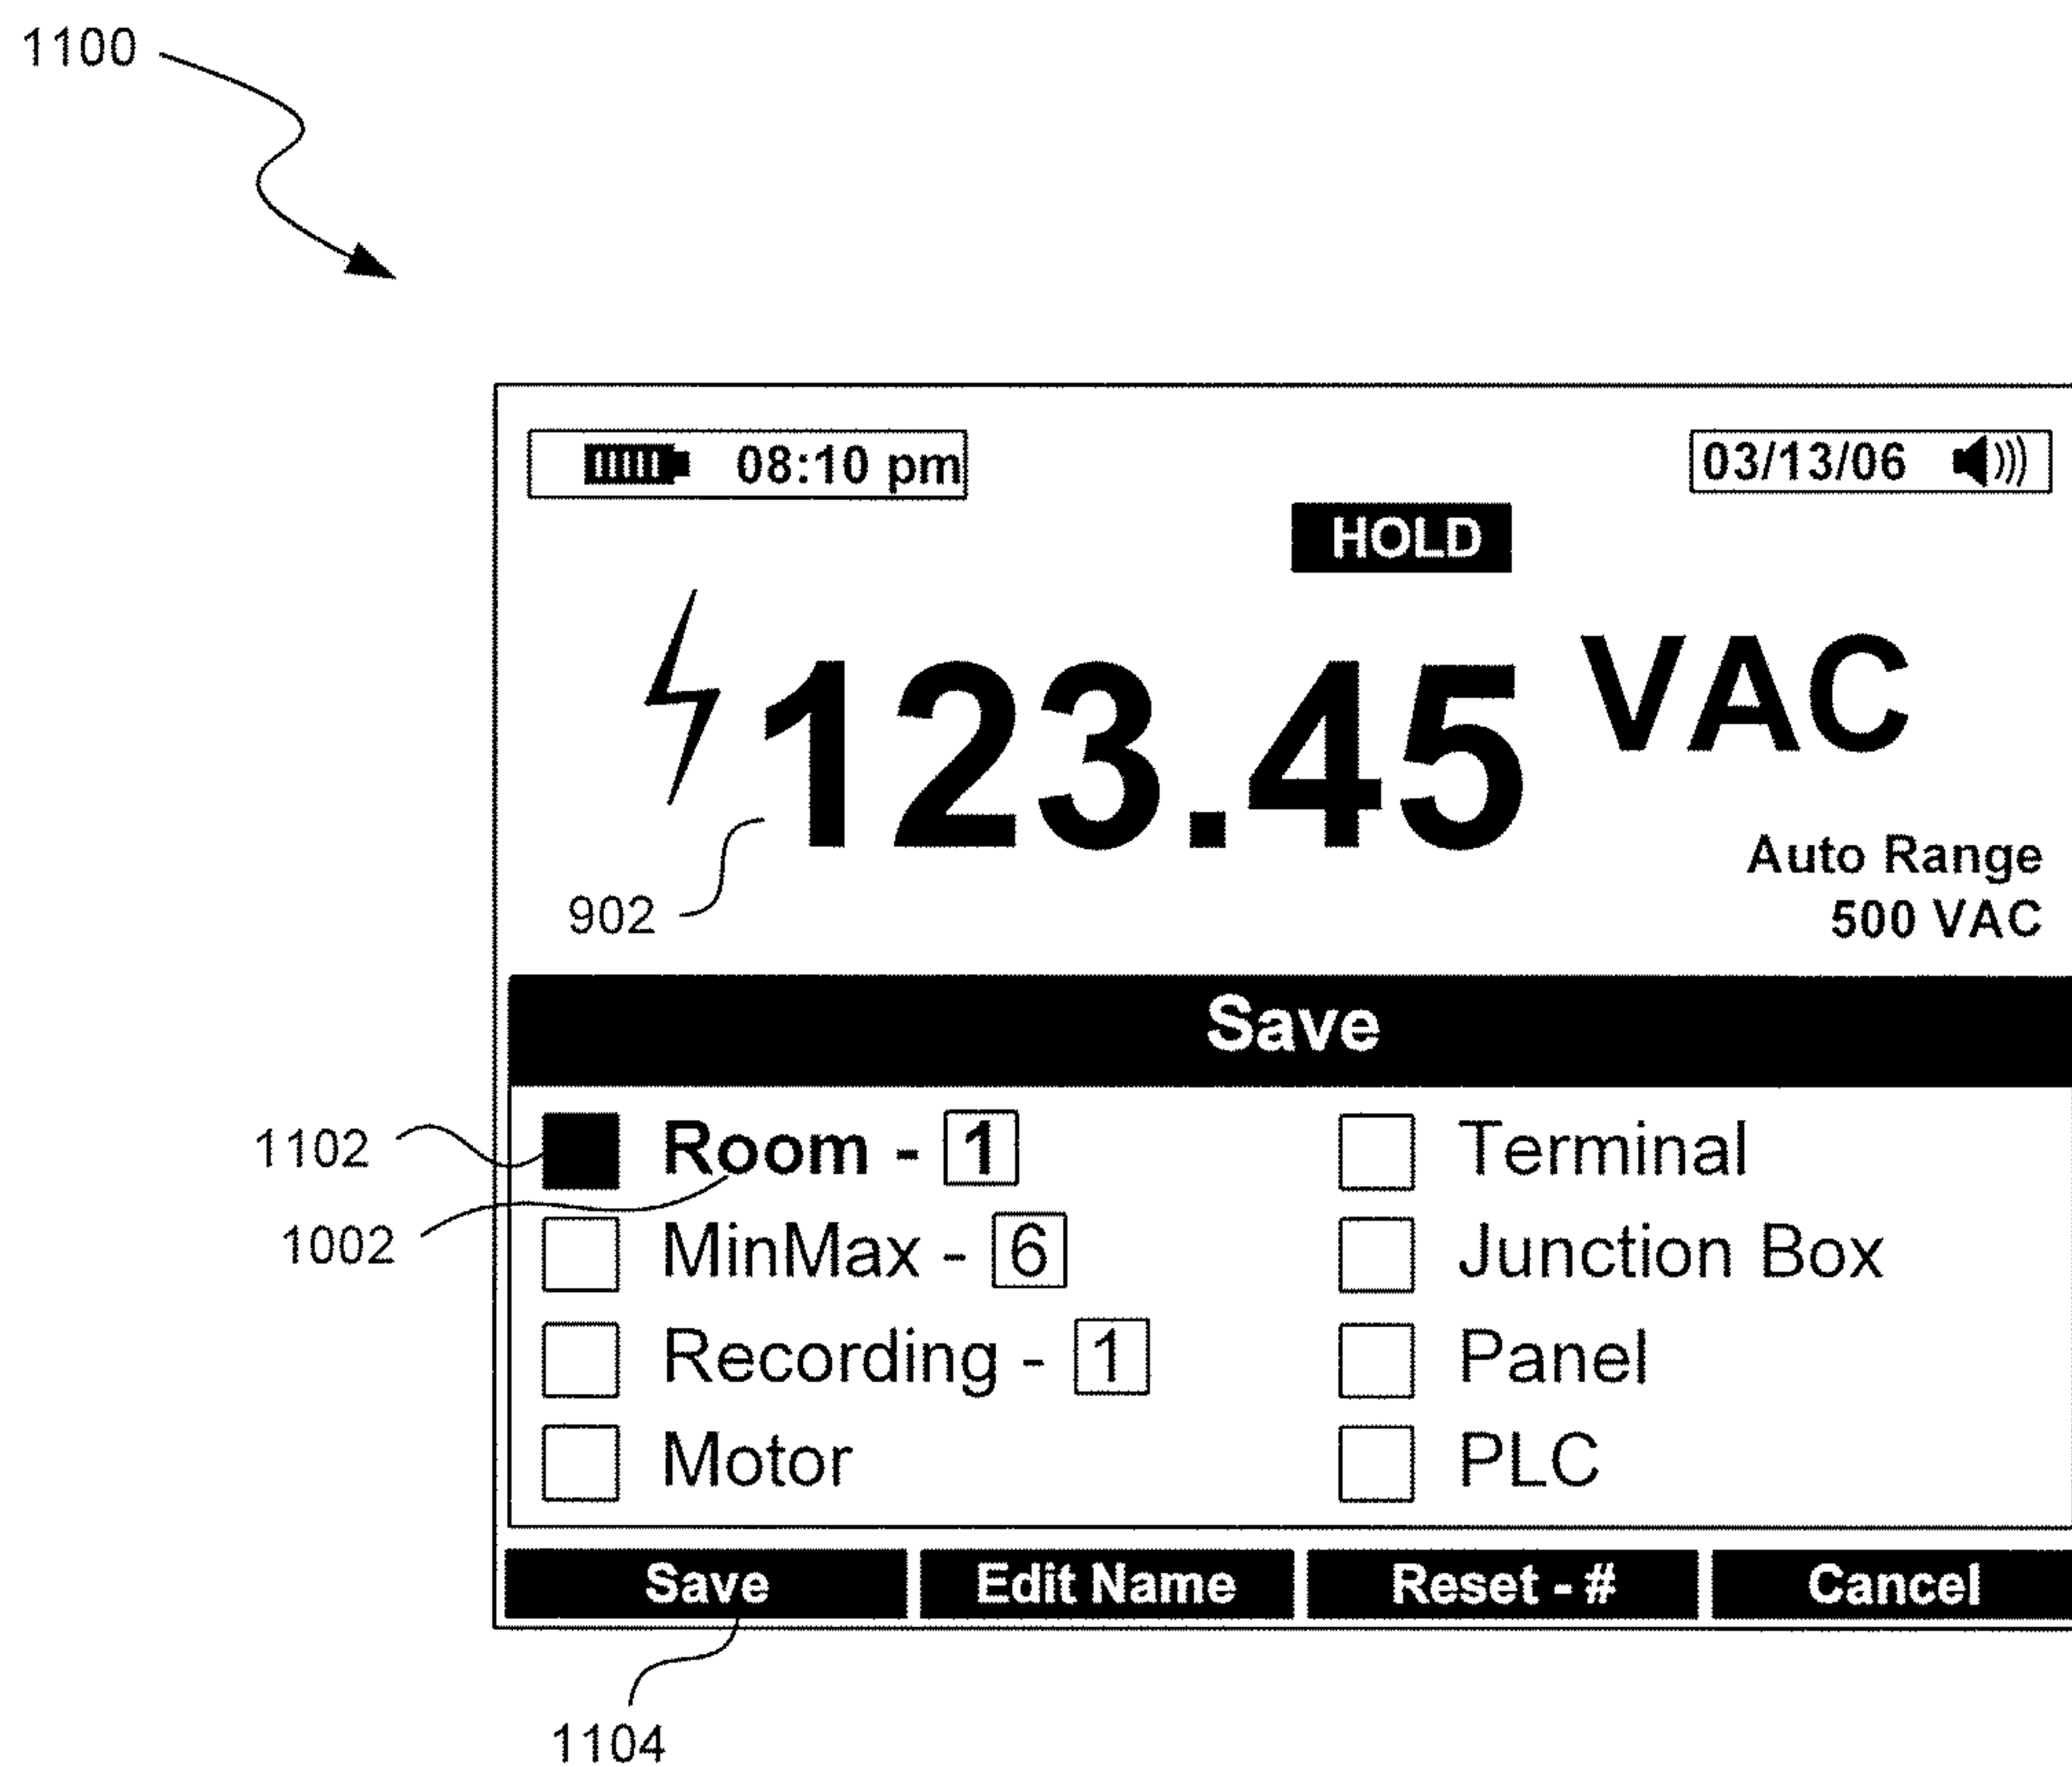 1100
08:10 pm
03/13/06
HOLD
123.45 VAC
902
Auto Range
500 VAC
Save
1102
Room - 1
Terminal
1002
MinMax - 6
Junction Box
Recording - 1
Panel
Motor
PLC
Save
Edit Name
Reset - #
Cancel
1104